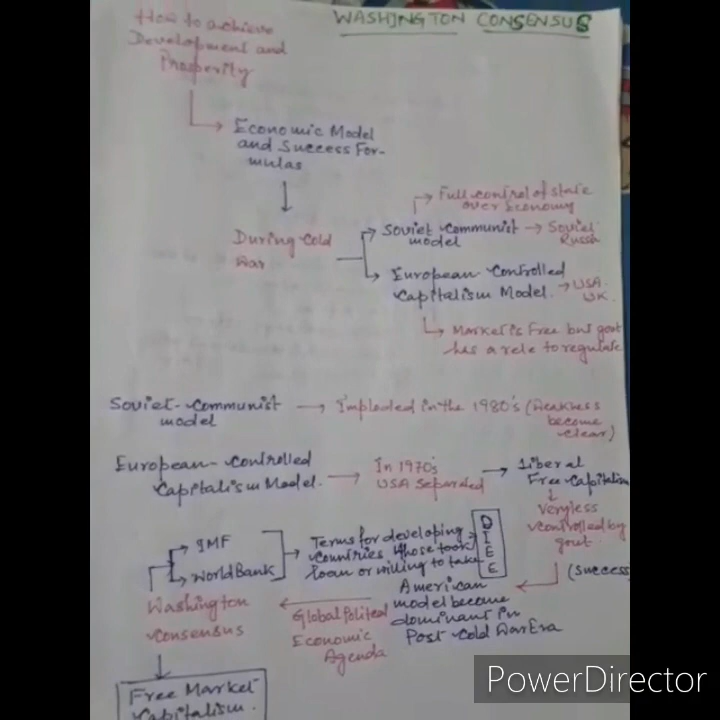 WASHINGTON CONSENSUS
How to achieve
Development and
Prosperity
Economic Model
and Success For-
mulas
During Cold
War
Full control of state
over Economy
Soviet Communist
model
Soviet
Russia
European Controlled
Capitalism Model.
USA
UK.
Market is Free but govt
has a role to regulate
Soviet-Communist
model
Imploded in the 1980's (Weakness
become
clear)
European-Controlled
Capitalism Model.
In 1970's
USA Separated
Liberal
Free Capitalism
Very less
controlled by
govt.
(Success
IMF
World Bank
Terms for developing
countries those took
loan or willing to take
D
I
E
E
American
model become
dominant in
Post Cold War Era
Global
Economic
Agenda
Washington
Consensus
Free Market
Capitalism.
PowerDirector